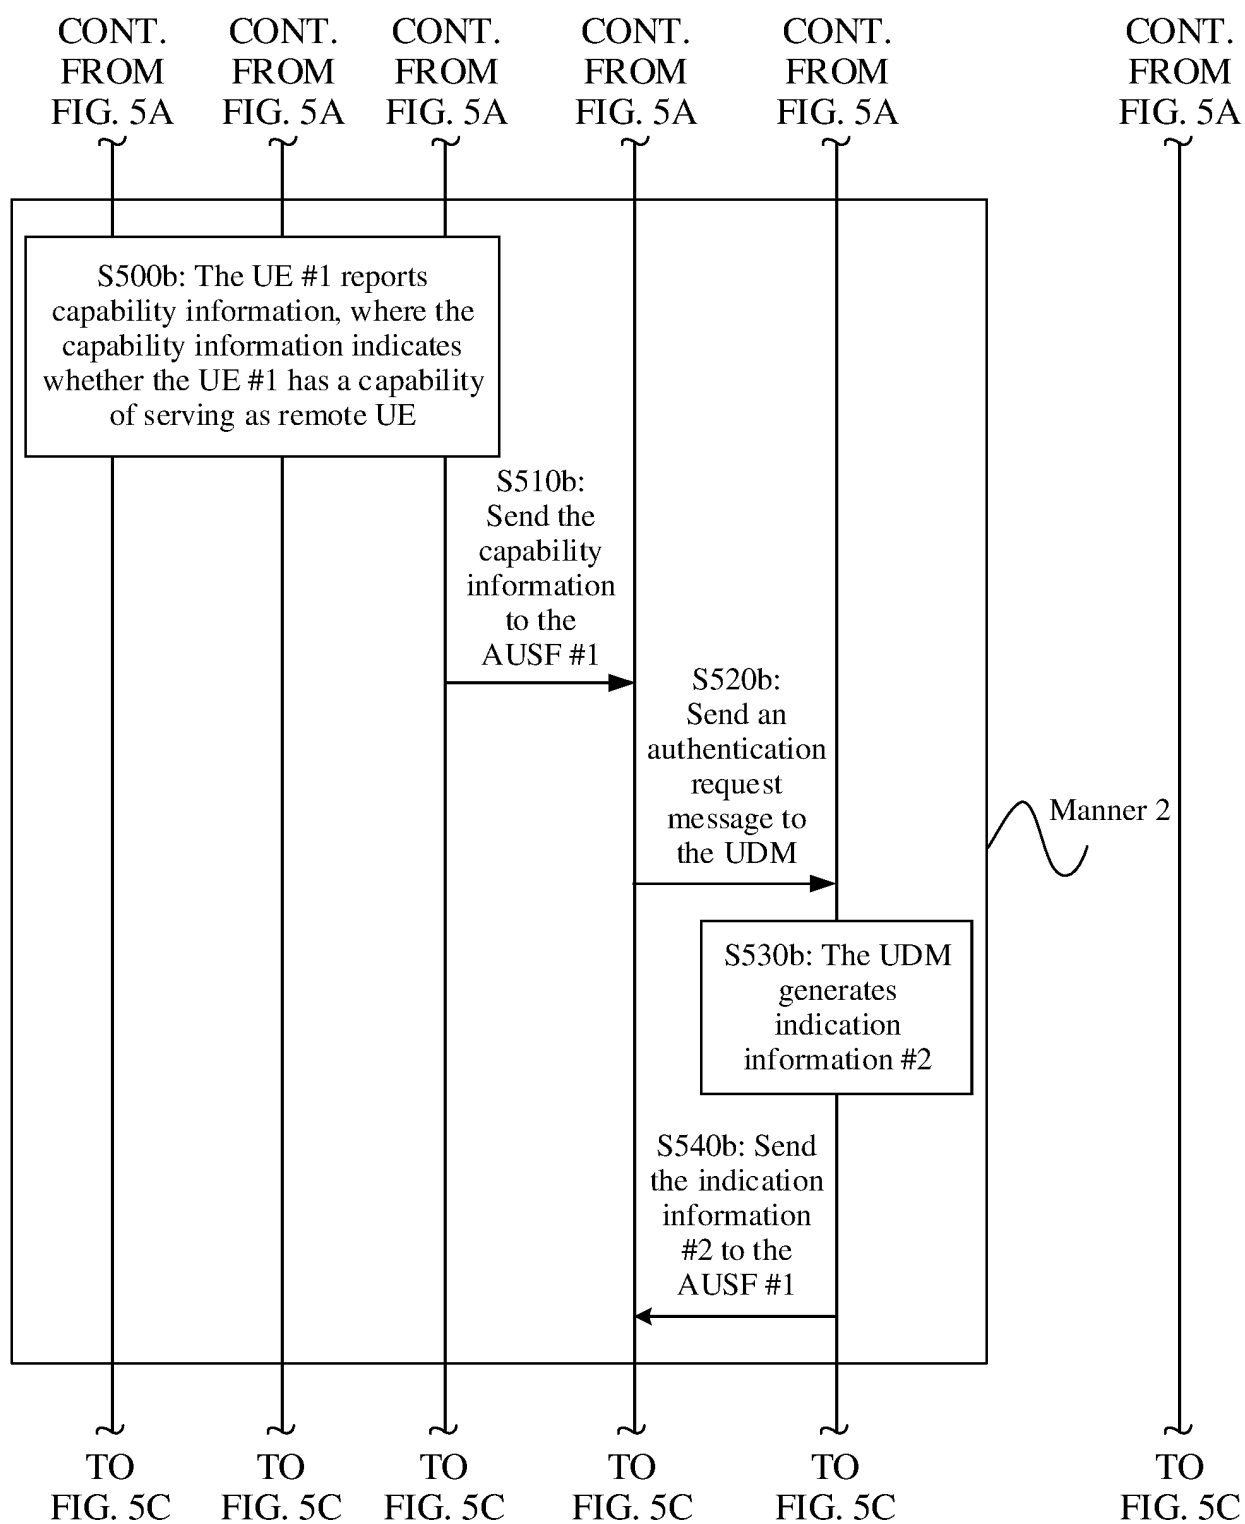 CONT.
FROM
FIG. 5A
CONT.
FROM
FIG. 5A
CONT.
FROM
FIG. 5A
CONT.
FROM
FIG. 5A
CONT.
FROM
FIG. 5A
CONT.
FROM
FIG. 5A
S500b: The UE #1 reports
capability information, where the
capability information indicates
whether the UE #1 has a capability
of serving as remote UE
S510b:
Send the
capability
information
to the
AUSF #1
S520b:
Send an
authentication
request
message to
the UDM
Manner 2
S530b: The UDM
generates
indication
information #2
S540b: Send
the indication
information
#2 to the
AUSF #1
TO
FIG. 5C
TO
FIG. 5C
TO
FIG. 5C
TO
FIG. 5C
TO
FIG. 5C
TO
FIG. 5C